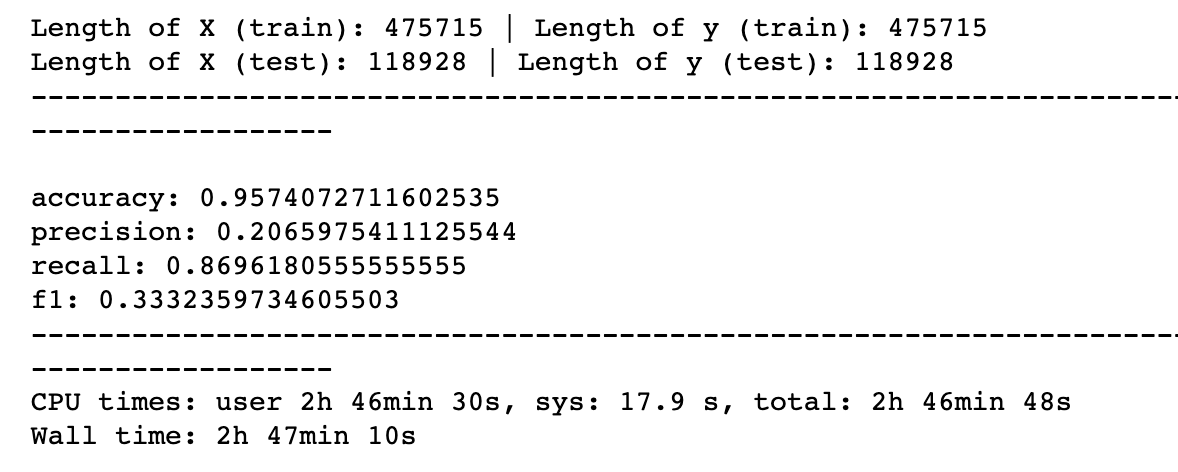 Length of X (train): 475715 | Length of y (train): 475715
Length of X (test): 118928 | Length of y (test): 118928
--------------------------------------------------------------------
------------------
accuracy: 0.9574072711602535
precision: 0.2065975411125544
recall: 0.8696180555555555
f1: 0.3332359734605503
--------------------------------------------------------------------
------------------
CPU times: user 2h 46min 30s, sys: 17.9 s, total: 2h 46min 48s
Wall time: 2h 47min 10s